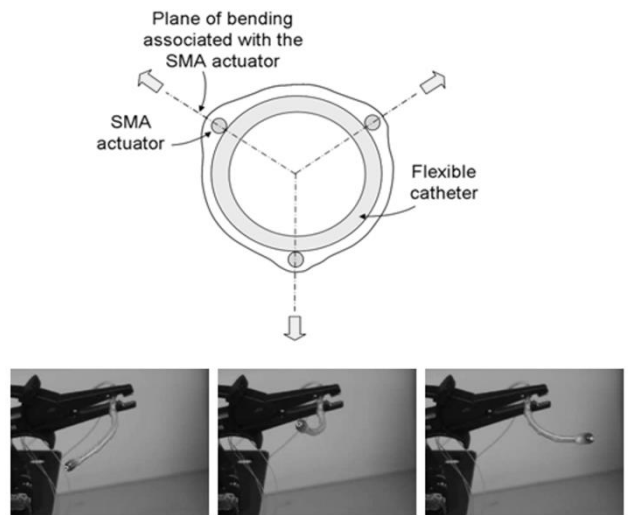 Plane of bending
associated with the
SMA actuator
SMA
actuator
Flexible
catheter